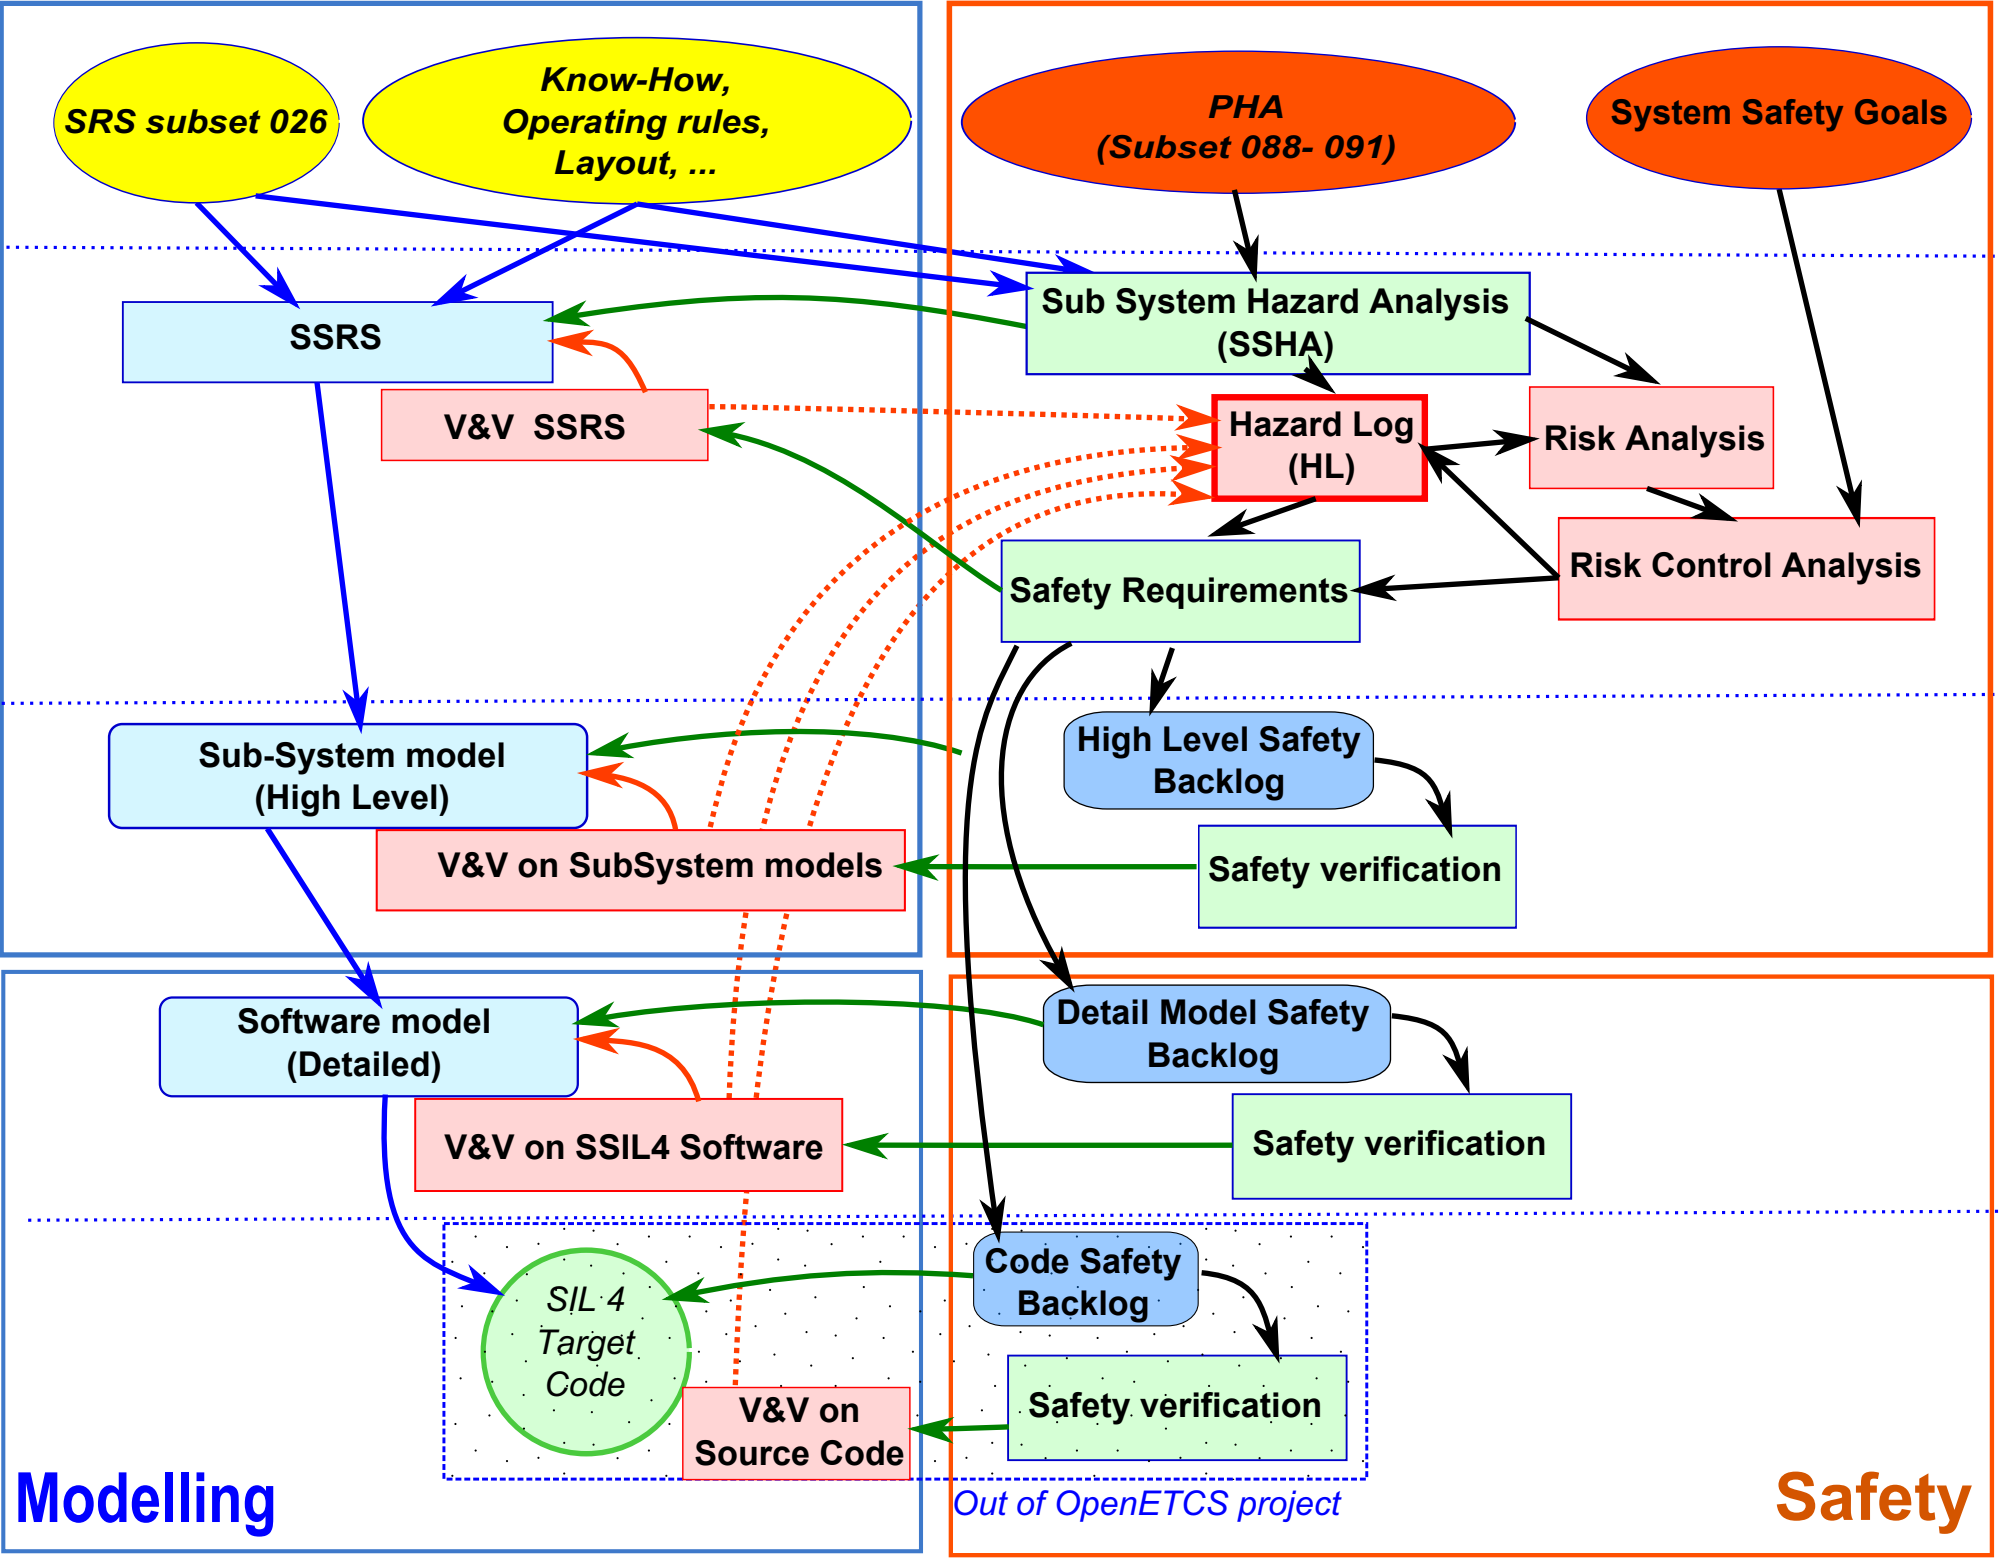 SRS subset 026
Know-How,
Operating rules,
Layout, ...
PHA
(Subset 088- 091)
System Safety Goals
SSRS
Sub System Hazard Analysis
(SSHA)
V&V  SSRS
Hazard Log
(HL)
Risk Analysis
Risk Control Analysis
Safety Requirements
Sub-System model
(High Level)
High Level Safety
Backlog
V&V on SubSystem models
Safety verification
Software model
(Detailed)
Detail Model Safety
Backlog
V&V on SSIL4 Software
Safety verification
SIL 4
Target
Code
Code Safety
Backlog
V&V on
Source Code
Safety verification
Modelling
Out of OpenETCS project
Safety